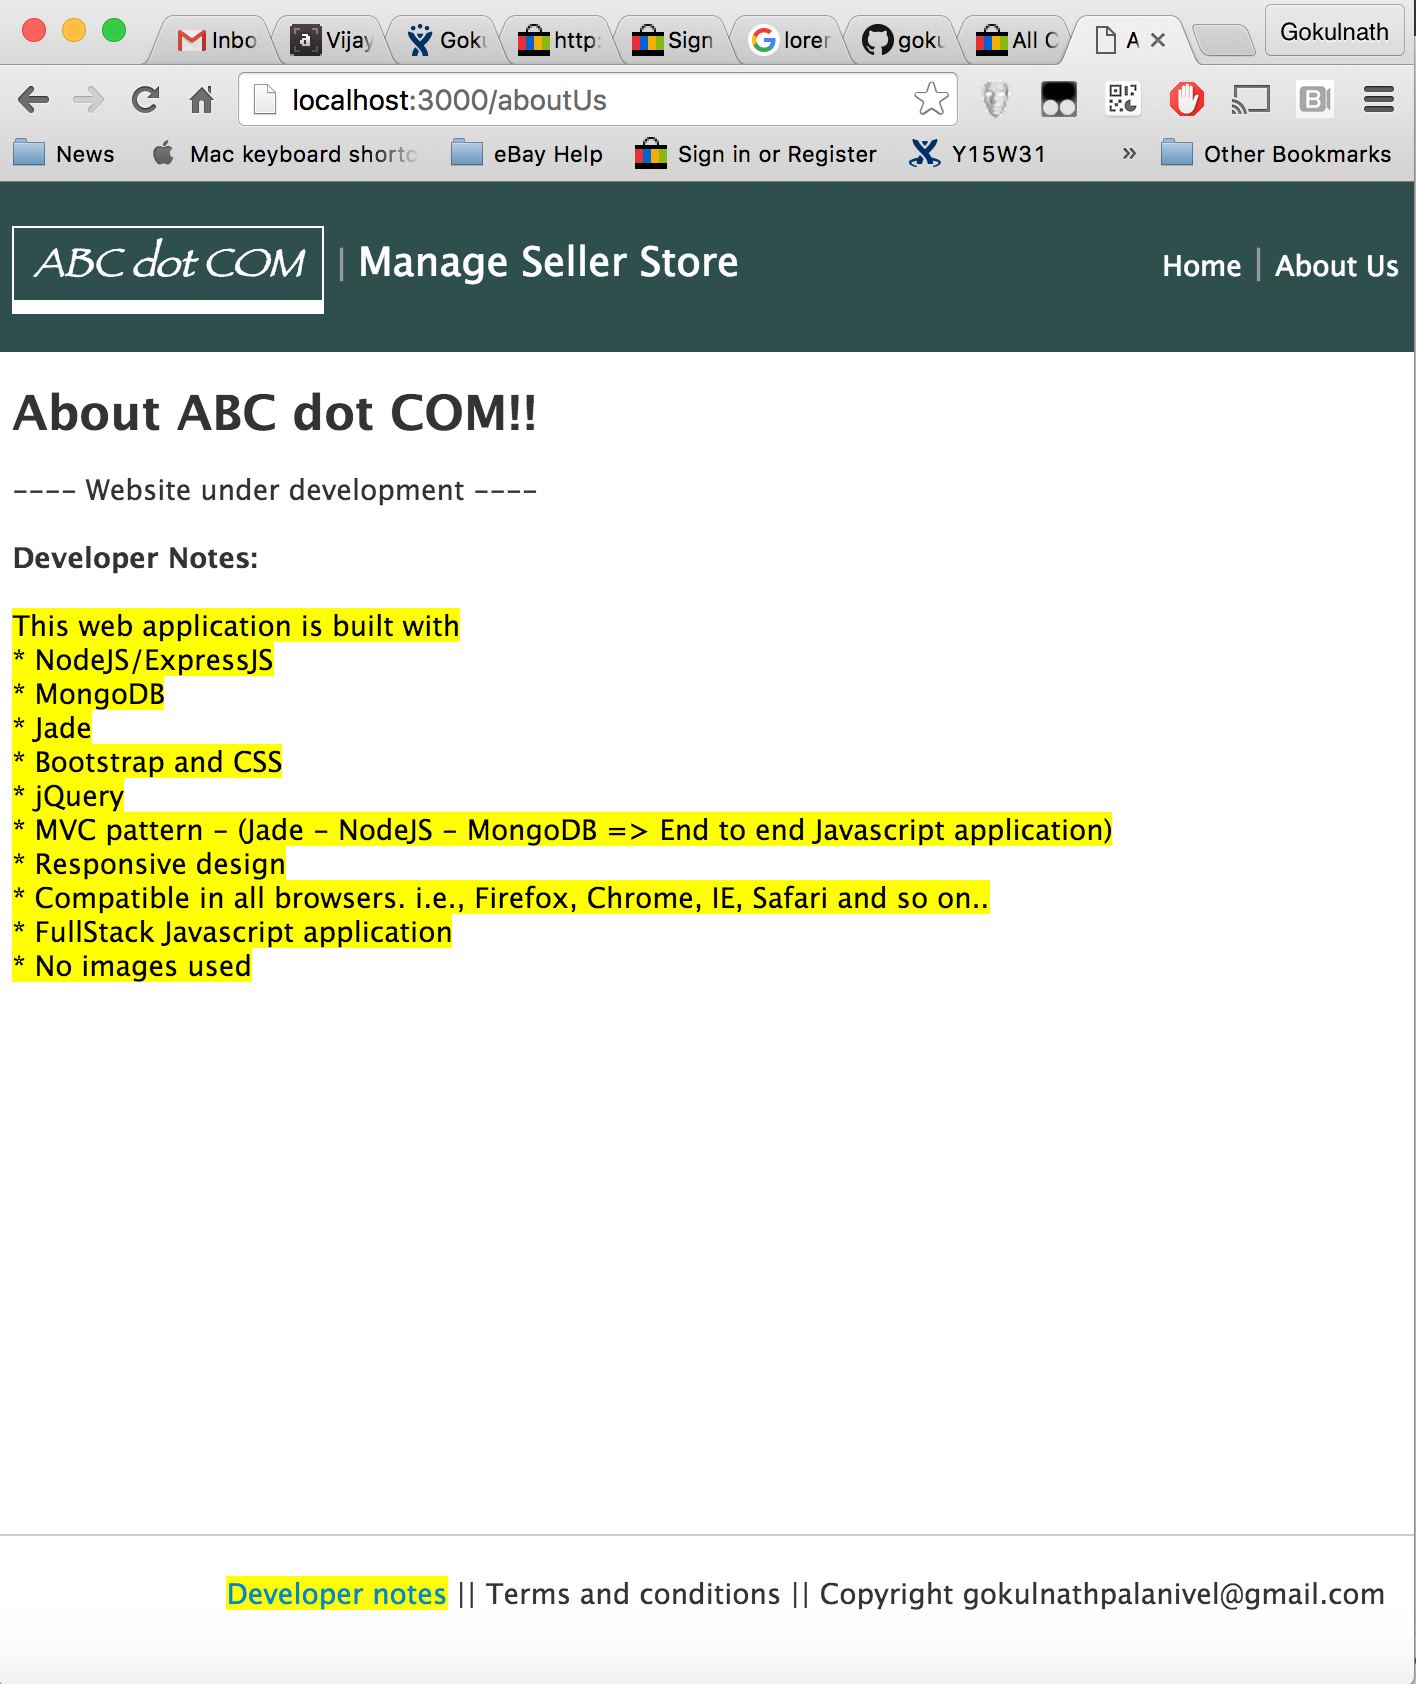 Inbo
Vijay
Goku
http:
Sign
lorer
goku
All C
A
Gokulnath
localhost:3000/aboutUs
News
Mac keyboard shortc
eBay Help
Sign in or Register
Y15W31
»
Other Bookmarks
ABC dot COM | Manage Seller Store
Home | About Us
About ABC dot COM!!
---- Website under development ----
Developer Notes:
This web application is built with
* NodeJS/ExpressJS
* MongoDB
* Jade
* Bootstrap and CSS
* jQuery
* MVC pattern - (Jade - NodeJS - MongoDB => End to end Javascript application)
* Responsive design
* Compatible in all browsers. i.e., Firefox, Chrome, IE, Safari and so on..
* FullStack Javascript application
* No images used
Developer notes || Terms and conditions || Copyright gokulnathpalanivel@gmail.com